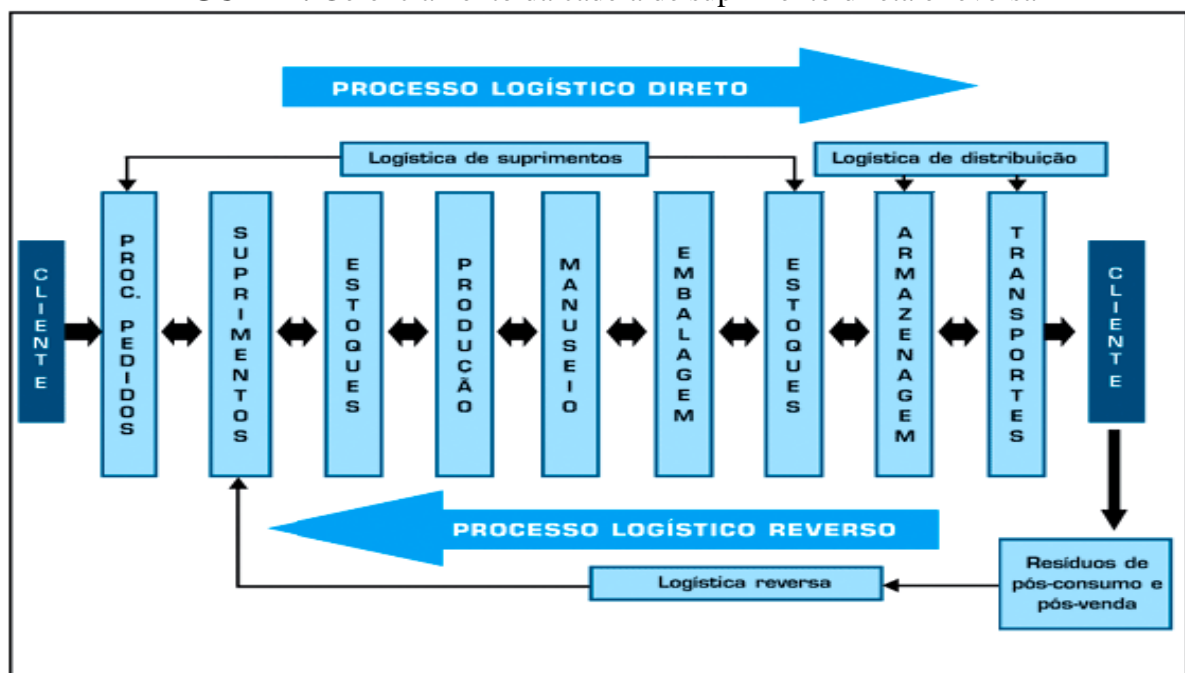 PROCESSO LOGÍSTICO DIRETO
Logística de suprimentos
Logística de distribuição
CLIENTE
PROC. PEDIDOS
SUPRIMENTOS
ESTOQUES
PRODUÇÃO
MANUSEIO
EMBALAGEM
ESTOQUES
ARMAZENAGEM
TRANSPORTES
CLIENTE
PROCESSO LOGÍSTICO REVERSO
Logística reversa
Resíduos de
pós-consumo e
pós-venda